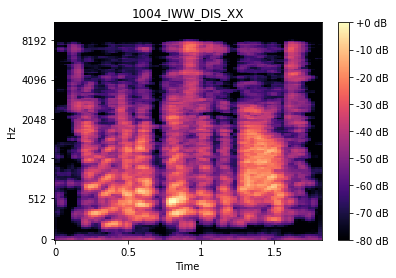 1004_IWW_DIS_XX
+0 dB
8192
-10 dB
4096
-20 dB
-30 dB
2048
Hz
-40 dB
1024
-50 dB
512
-60 dB
-70 dB
0
-80 dB
0
0.5
1
1.5
Time